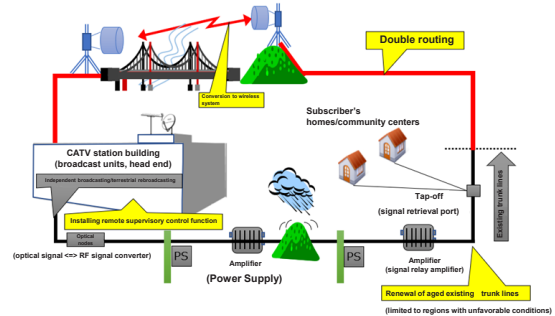 Double routing
Conversion to wireless
system
Subscriber's
homes/community centers
CATV station building
(broadcast units, head end)
Independent broadcasting/terrestrial rebroadcasting
Existing trunk lines
Tap-off
(signal retrieval port)
Installing remote supervisory control function
Optical
nodes
(optical signal <=> RF signal converter)
PS
Amplifier
(Power Supply)
PS
Amplifier
(signal relay amplifier)
Renewal of aged existing trunk lines
(limited to regions with unfavorable conditions)